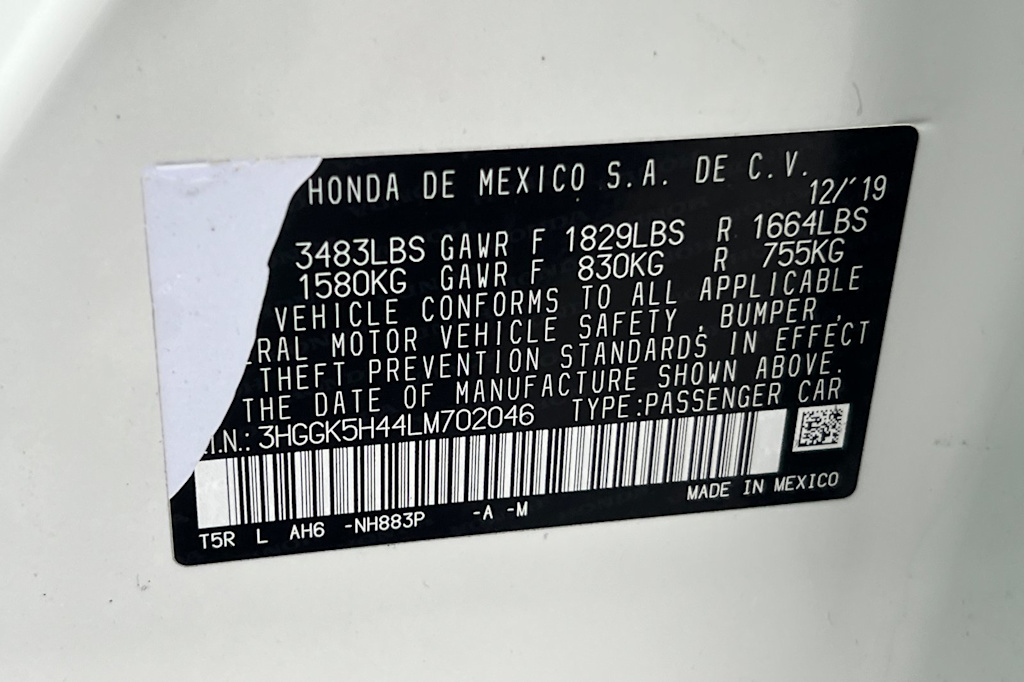 HONDA DE MEXICO S.A. DE C.V.
12/'19
3483LBS GAWR F 1829LBS R 1664LBS
1580KG GAWR F 830KG R 755KG
VEHICLE CONFORMS TO ALL APPLICABLE
RAL MOTOR VEHICLE SAFETY , BUMPER ,
THEFT PREVENTION STANDARDS IN EFFECT
THE DATE OF MANUFACTURE SHOWN ABOVE.
.I.N.: 3HGGK5H44LM702046 TYPE:PASSENGER CAR
MADE IN MEXICO
T5R L AH6 -NH883P -A -M